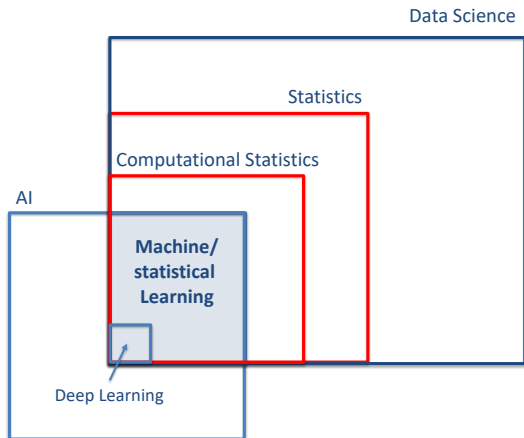 Data Science
Statistics
Computational Statistics
AI
Machine/
statistical
Learning
Deep Learning